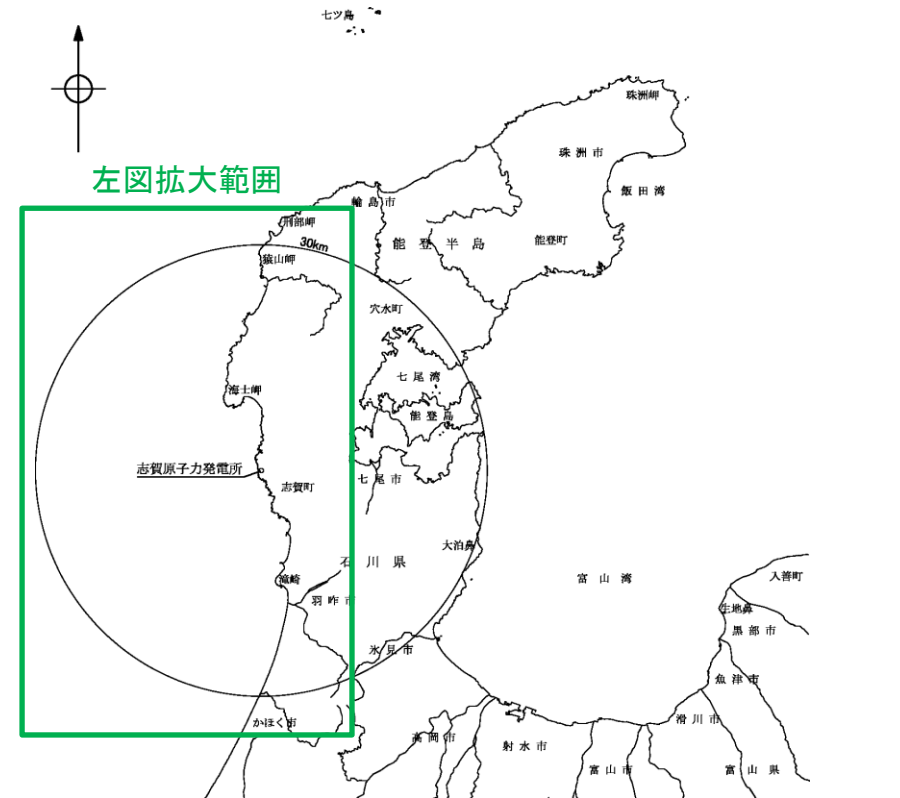 七ツ島
珠洲岬
珠洲市
左図拡大範囲
飯田湾
輪島市
刑部岬
30km
能登半島
能登町
猿山岬
穴水町
七尾湾
海士岬
能登島
志賀原子力発電所
七尾市
志賀町
大泊鼻
石川県
富山湾
入善町
滝崎
羽咋市
生地鼻
黒部市
氷見市
魚津市
かほく市
滑川市
高岡市
射水市
富山市
富山県